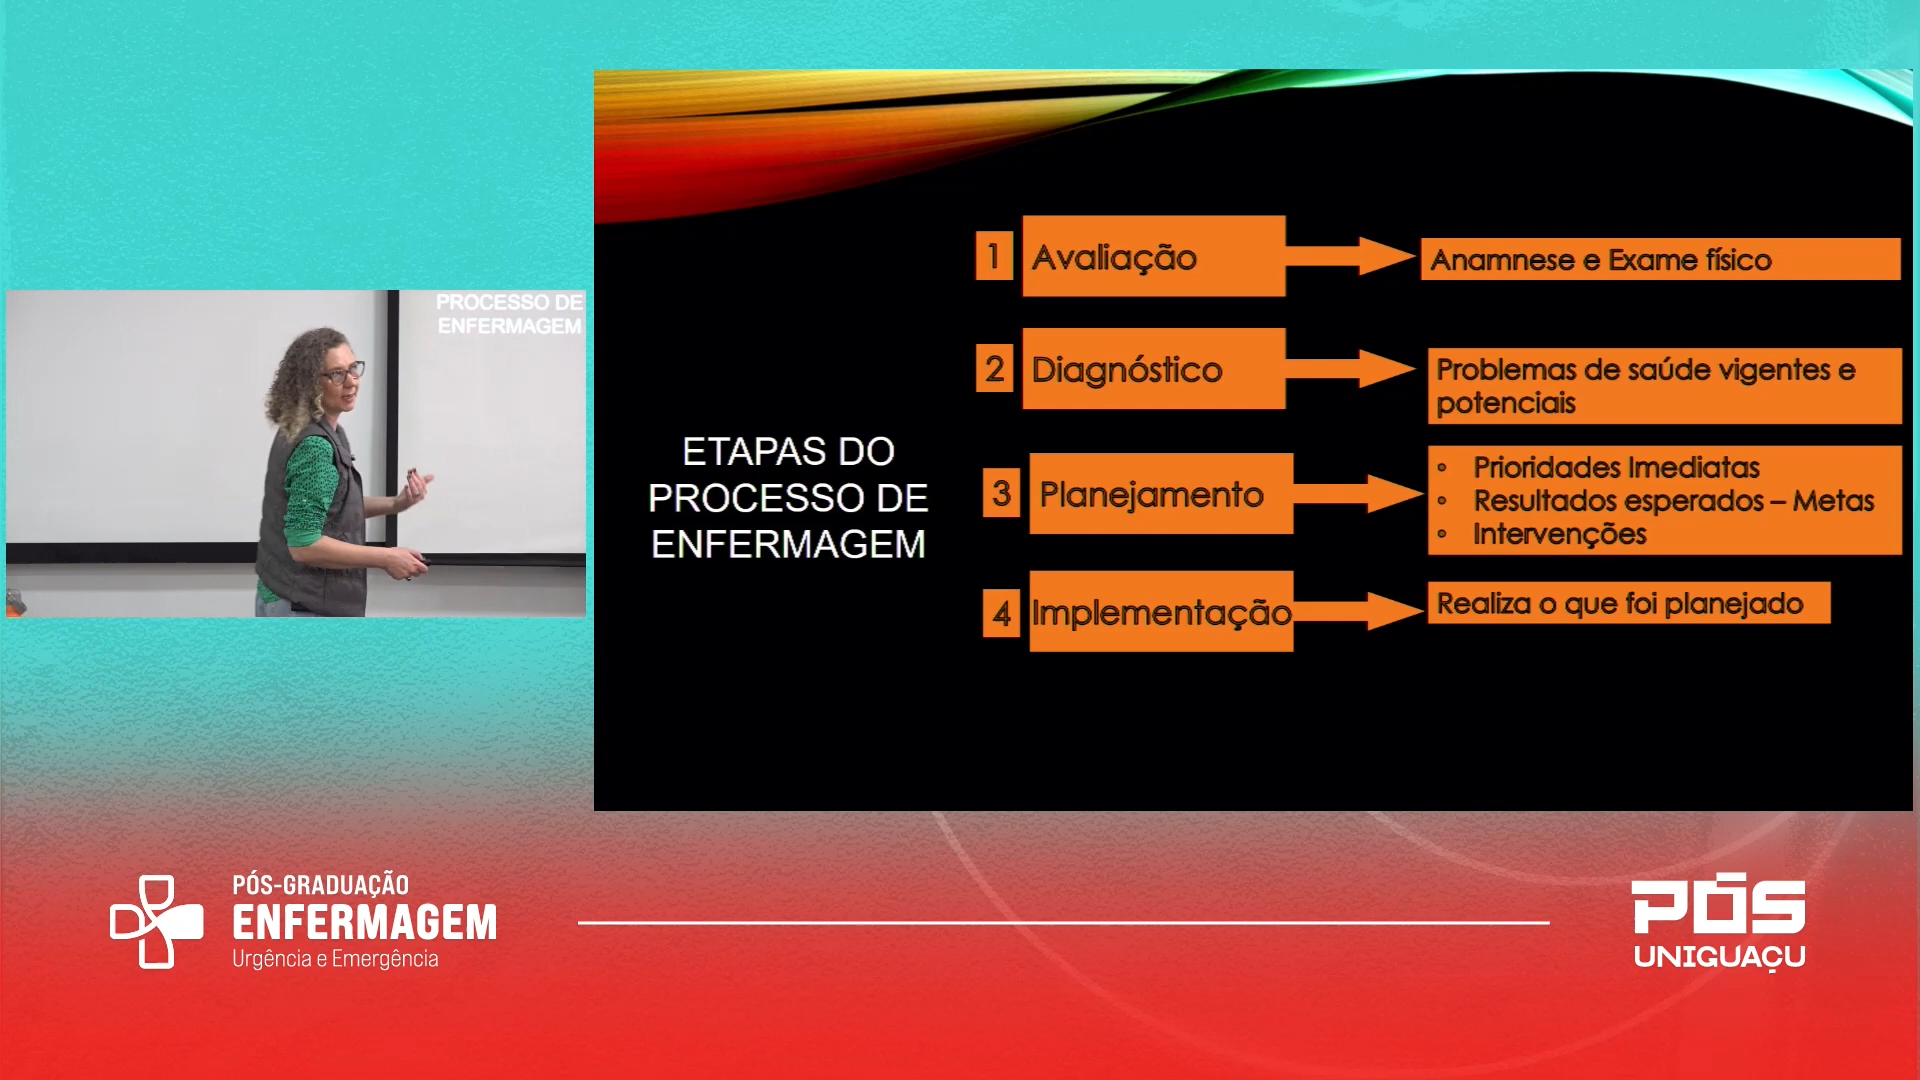 PROCESSO DE
ENFERMAGEM
ETAPAS DO
PROCESSO DE
ENFERMAGEM
1 Avaliação
Anamnese e Exame físico
2 Diagnóstico
Problemas de saúde vigentes e
potenciais
3 Planejamento
• Prioridades Imediatas
• Resultados esperados – Metas
• Intervenções
4 Implementação
Realiza o que foi planejado
PÓS-GRADUAÇÃO
ENFERMAGEM
Urgência e Emergência
PÓS
UNIGUAÇU